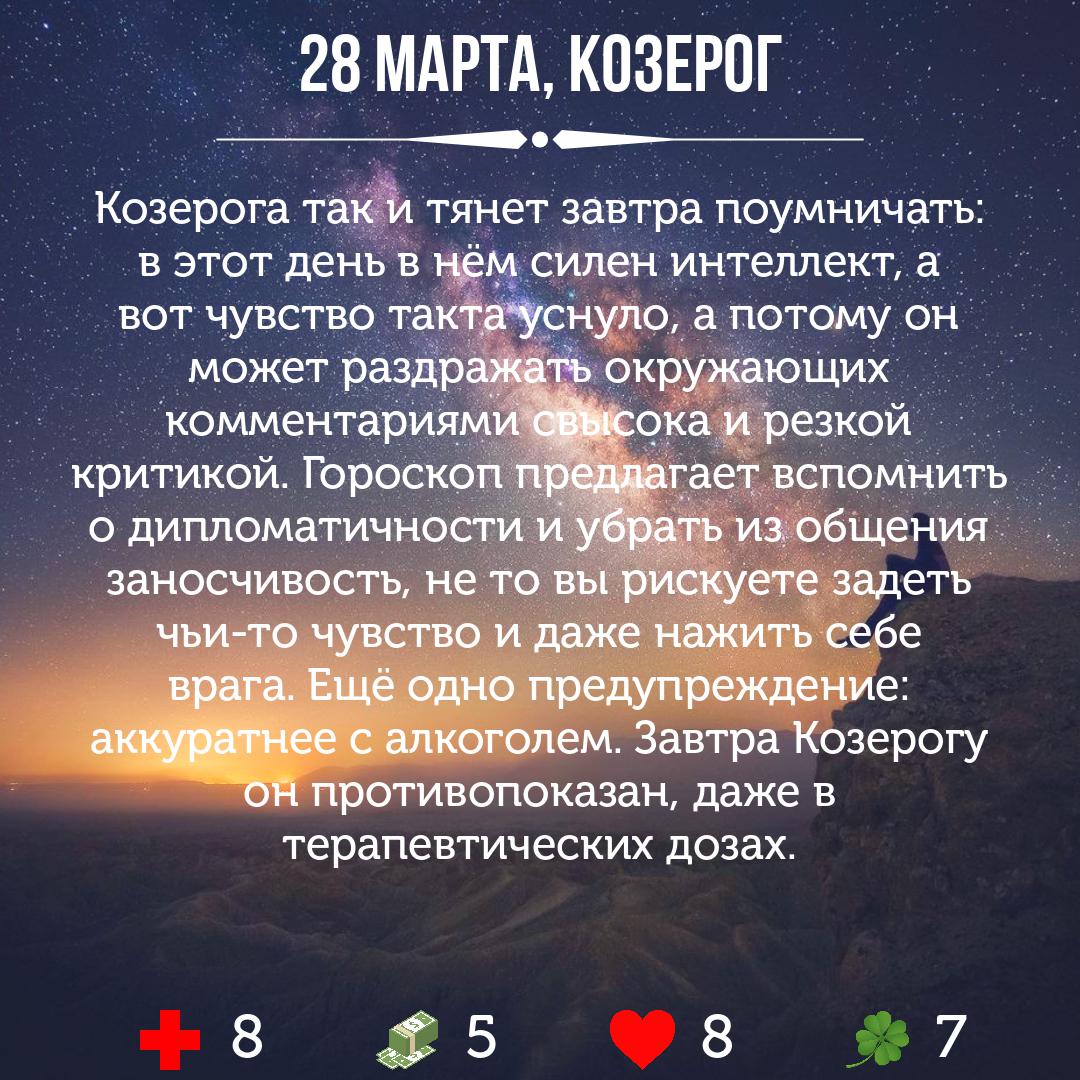 28 МАРТА, КОЗЕРОГ
Козерога так и тянет завтра поумничать:
в этот день в нём силен интеллект, а
вот чувство такта уснуло, а потому он
может раздражать окружающих
комментариями свысока и резкой
критикой. Гороскоп предлагает вспомнить
о дипломатичности и убрать из общения
заносчивость, не то вы рискуете задеть
чьи-то чувство и даже нажить себе
врага. Ещё одно предупреждение:
аккуратнее с алкоголем. Завтра Козерогу
он противопоказан, даже в
терапевтических дозах.
8 5 8 7